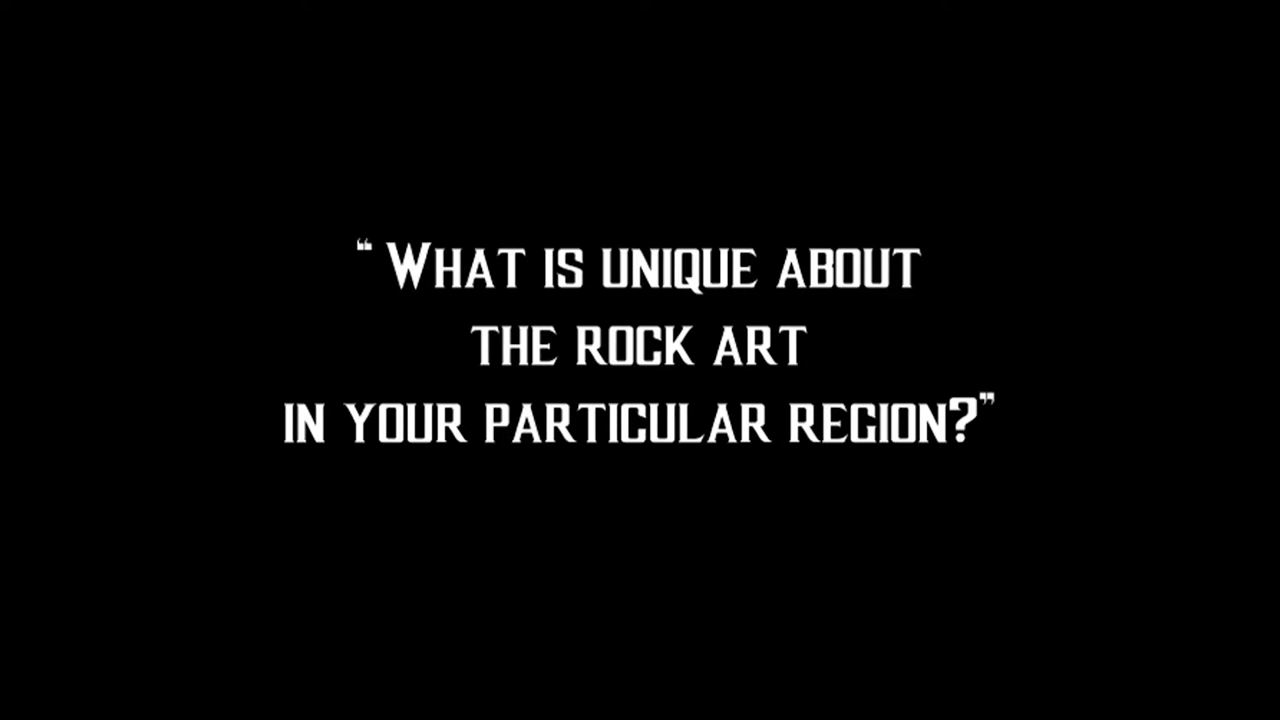 “ What is unique about
the rock art
in your particular region?”